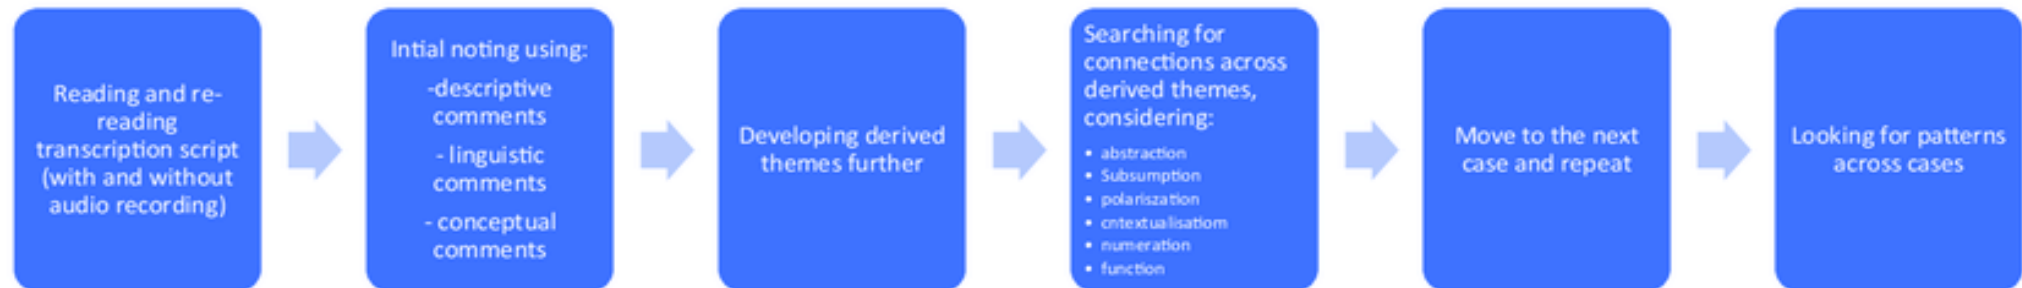 Reading and re-
reading
transcription script
(with and without
audio recording)
Intial noting using:
-descriptive
comments
- linguistic
comments
- conceptual
comments
Developing derived
themes further
Searching for
connections across
derived themes,
considering:
• abstraction
• Subsumption
• polariszation
• cntextualisatiom
• numeration
• function
Move to the next
case and repeat
Looking for patterns
across cases